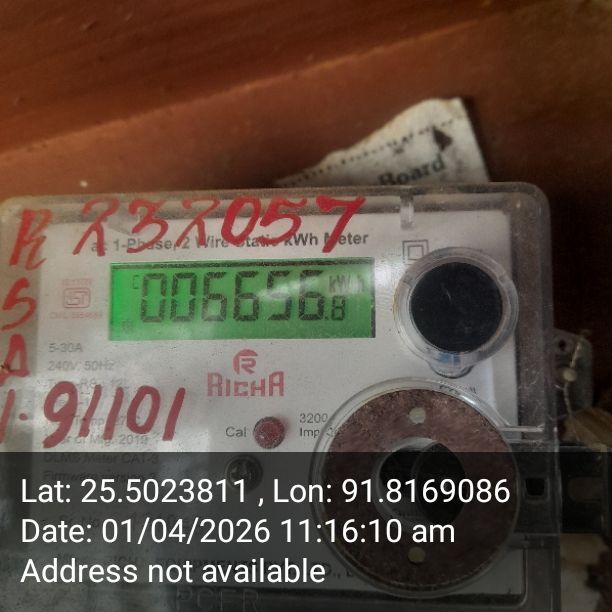 Board
R 232057
ac 1-Phase, 2 Wire Static kWh Meter
006656.8 kWh
S
5-30A
240V, 50Hz
RICHA
A
1-91101
Cal
3200
Imp
Lat: 25.5023811 , Lon: 91.8169086
Date: 01/04/2026 11:16:10 am
Address not available